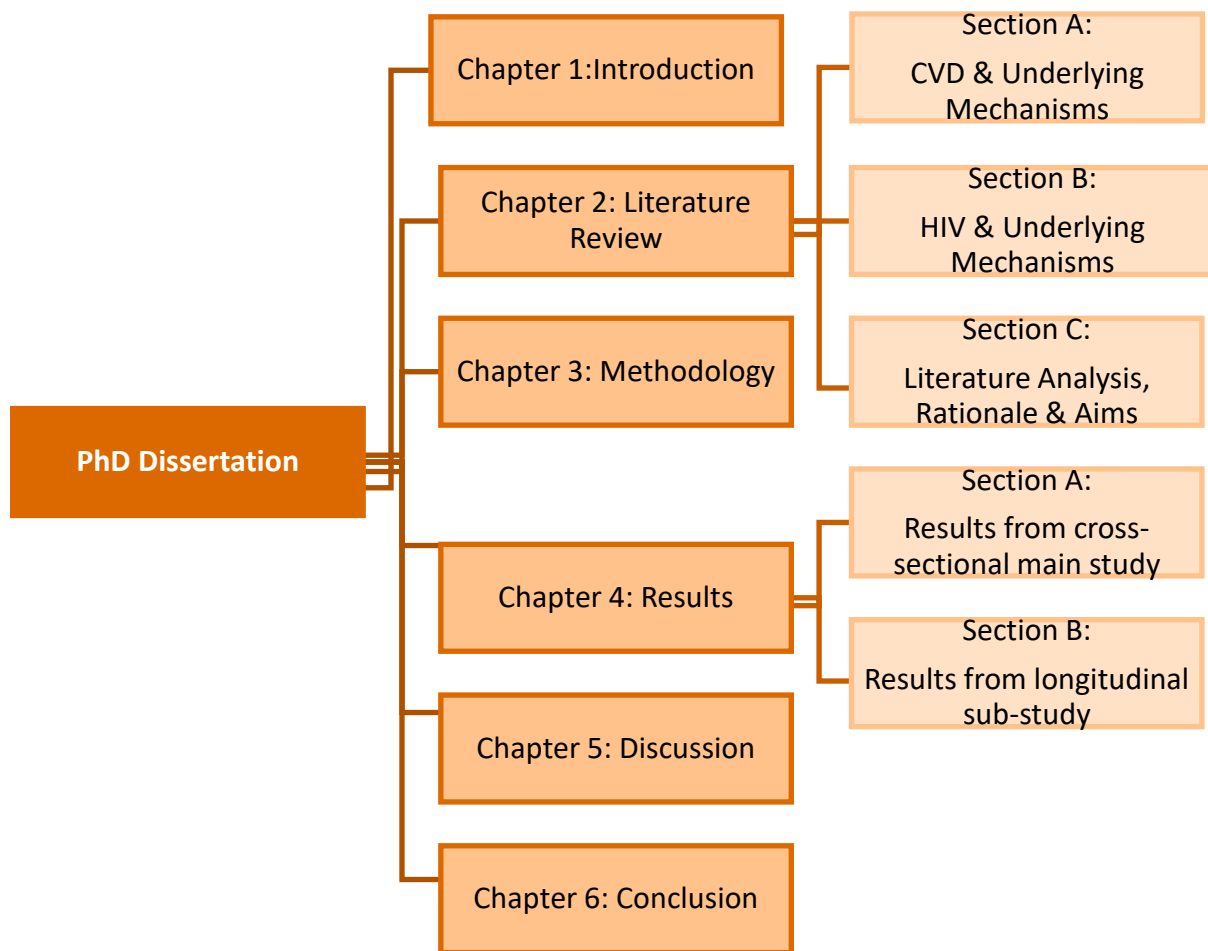 PhD Dissertation
Chapter 1:Introduction
Chapter 2: Literature
Review
Section A:
CVD & Underlying
Mechanisms
Section B:
HIV & Underlying
Mechanisms
Section C:
Literature Analysis,
Rationale & Aims
Chapter 3: Methodology
Chapter 4: Results
Section A:
Results from cross-
sectional main study
Section B:
Results from longitudinal
sub-study
Chapter 5: Discussion
Chapter 6: Conclusion